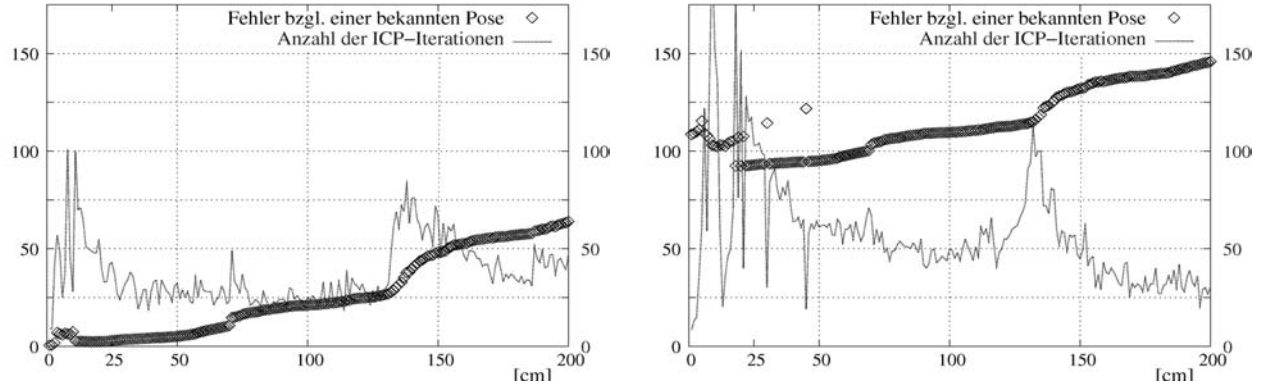 Fehler bzgl. einer bekannten Pose
Anzahl der ICP-Iterationen
150 150
100 100
50 50
0 0
0 25 50 100 150 200
[cm]
Fehler bzgl. einer bekannten Pose
Anzahl der ICP-Iterationen
150 150
100 100
50 50
0 0
0 25 50 100 150 200
[cm]